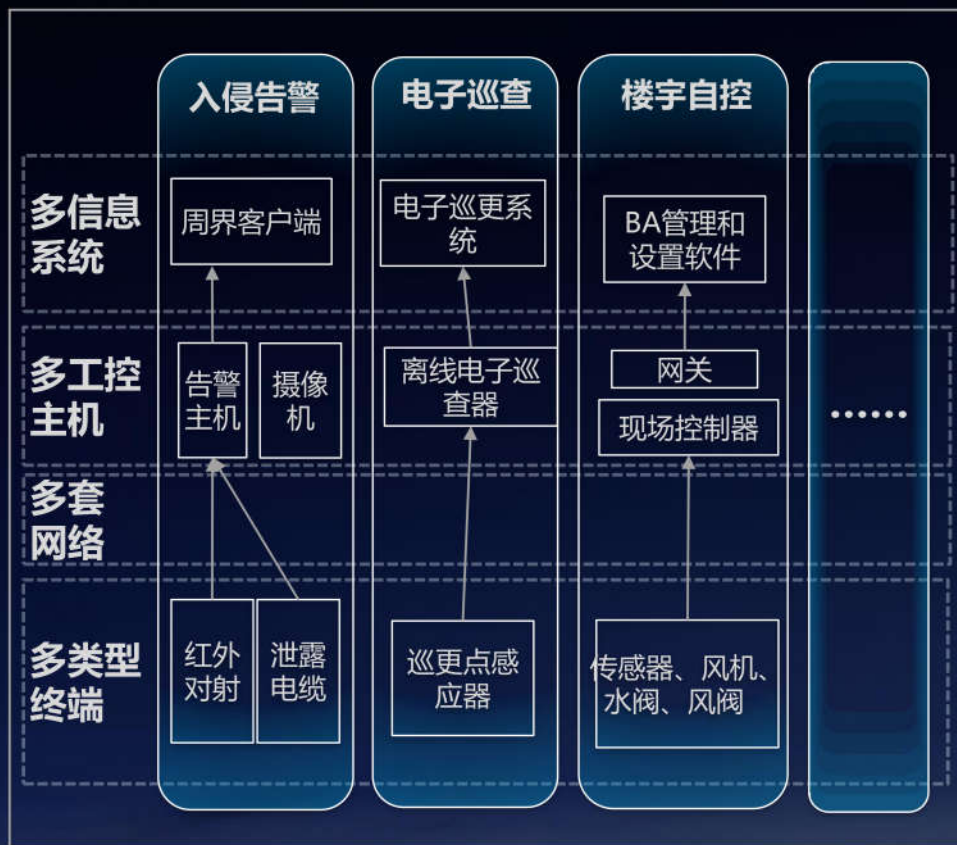 入侵告警
电子巡查
楼宇自控
多信息
系统
周界客户端
电子巡更系
统
BA管理和
设置软件
多工控
主机
告警
主机
摄像
机
离线电子巡
查器
网关
现场控制器
……
多套
网络
多类型
终端
红外
对射
泄露
电缆
巡更点感
应器
传感器、风机、
水阀、风阀